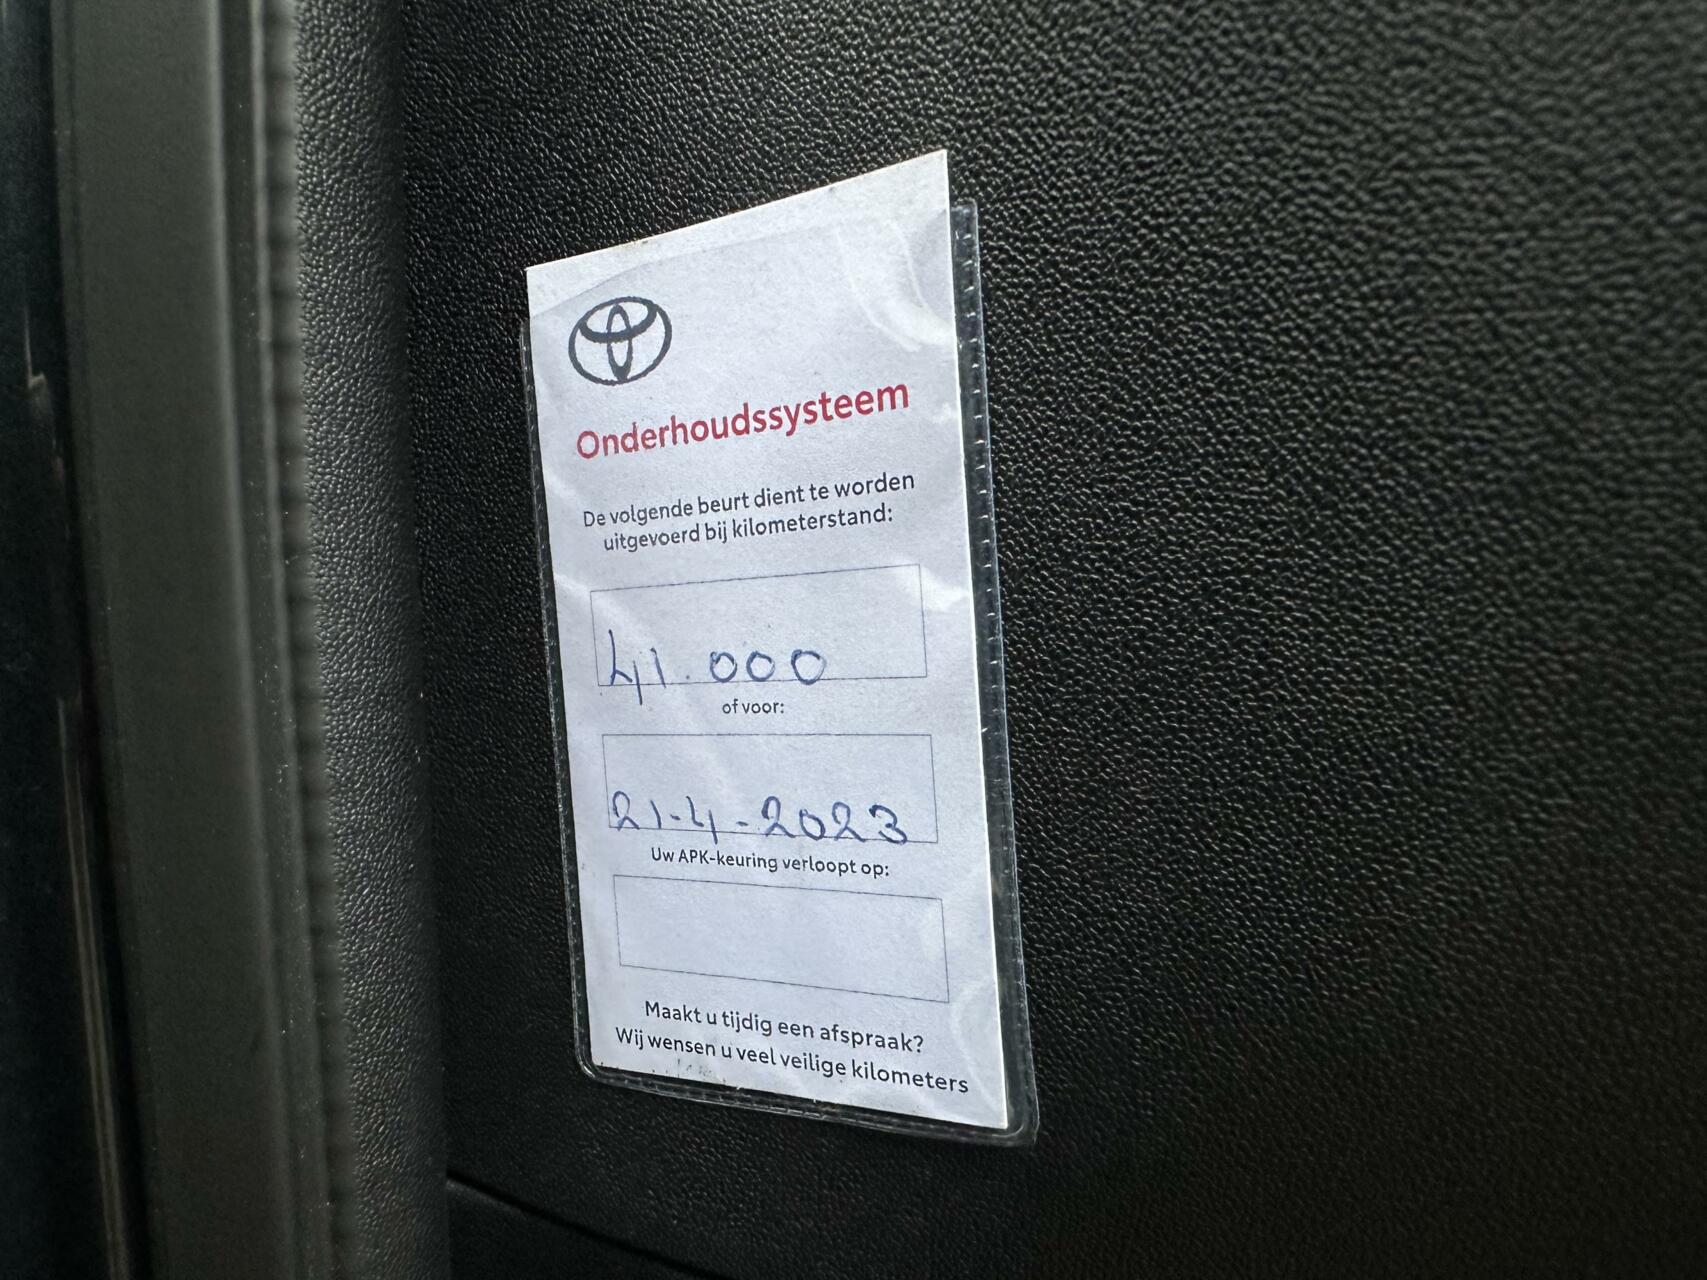 Onderhoudssysteem
De volgende beurt dient te worden
uitgevoerd bij kilometerstand:
41.000
of voor:
21-4-2023
Uw APK-keuring verloopt op:
Maakt u tijdig een afspraak?
Wij wensen u veel veilige kilometers